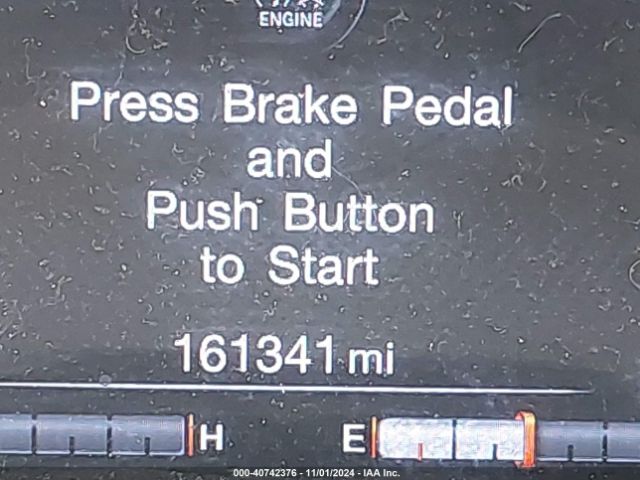 ENGINE
Press Brake Pedal
and
Push Button
to Start
161341 mi
H E
000-40742376 - 11/01/2024 - IAA Inc.